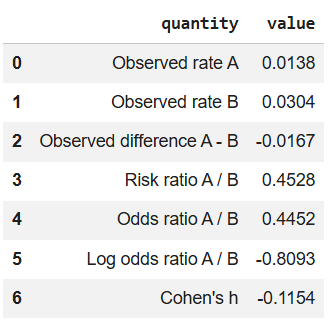 quantity value
0 Observed rate A 0.0138
1 Observed rate B 0.0304
2 Observed difference A - B -0.0167
3 Risk ratio A / B 0.4528
4 Odds ratio A / B 0.4452
5 Log odds ratio A / B -0.8093
6 Cohen's h -0.1154